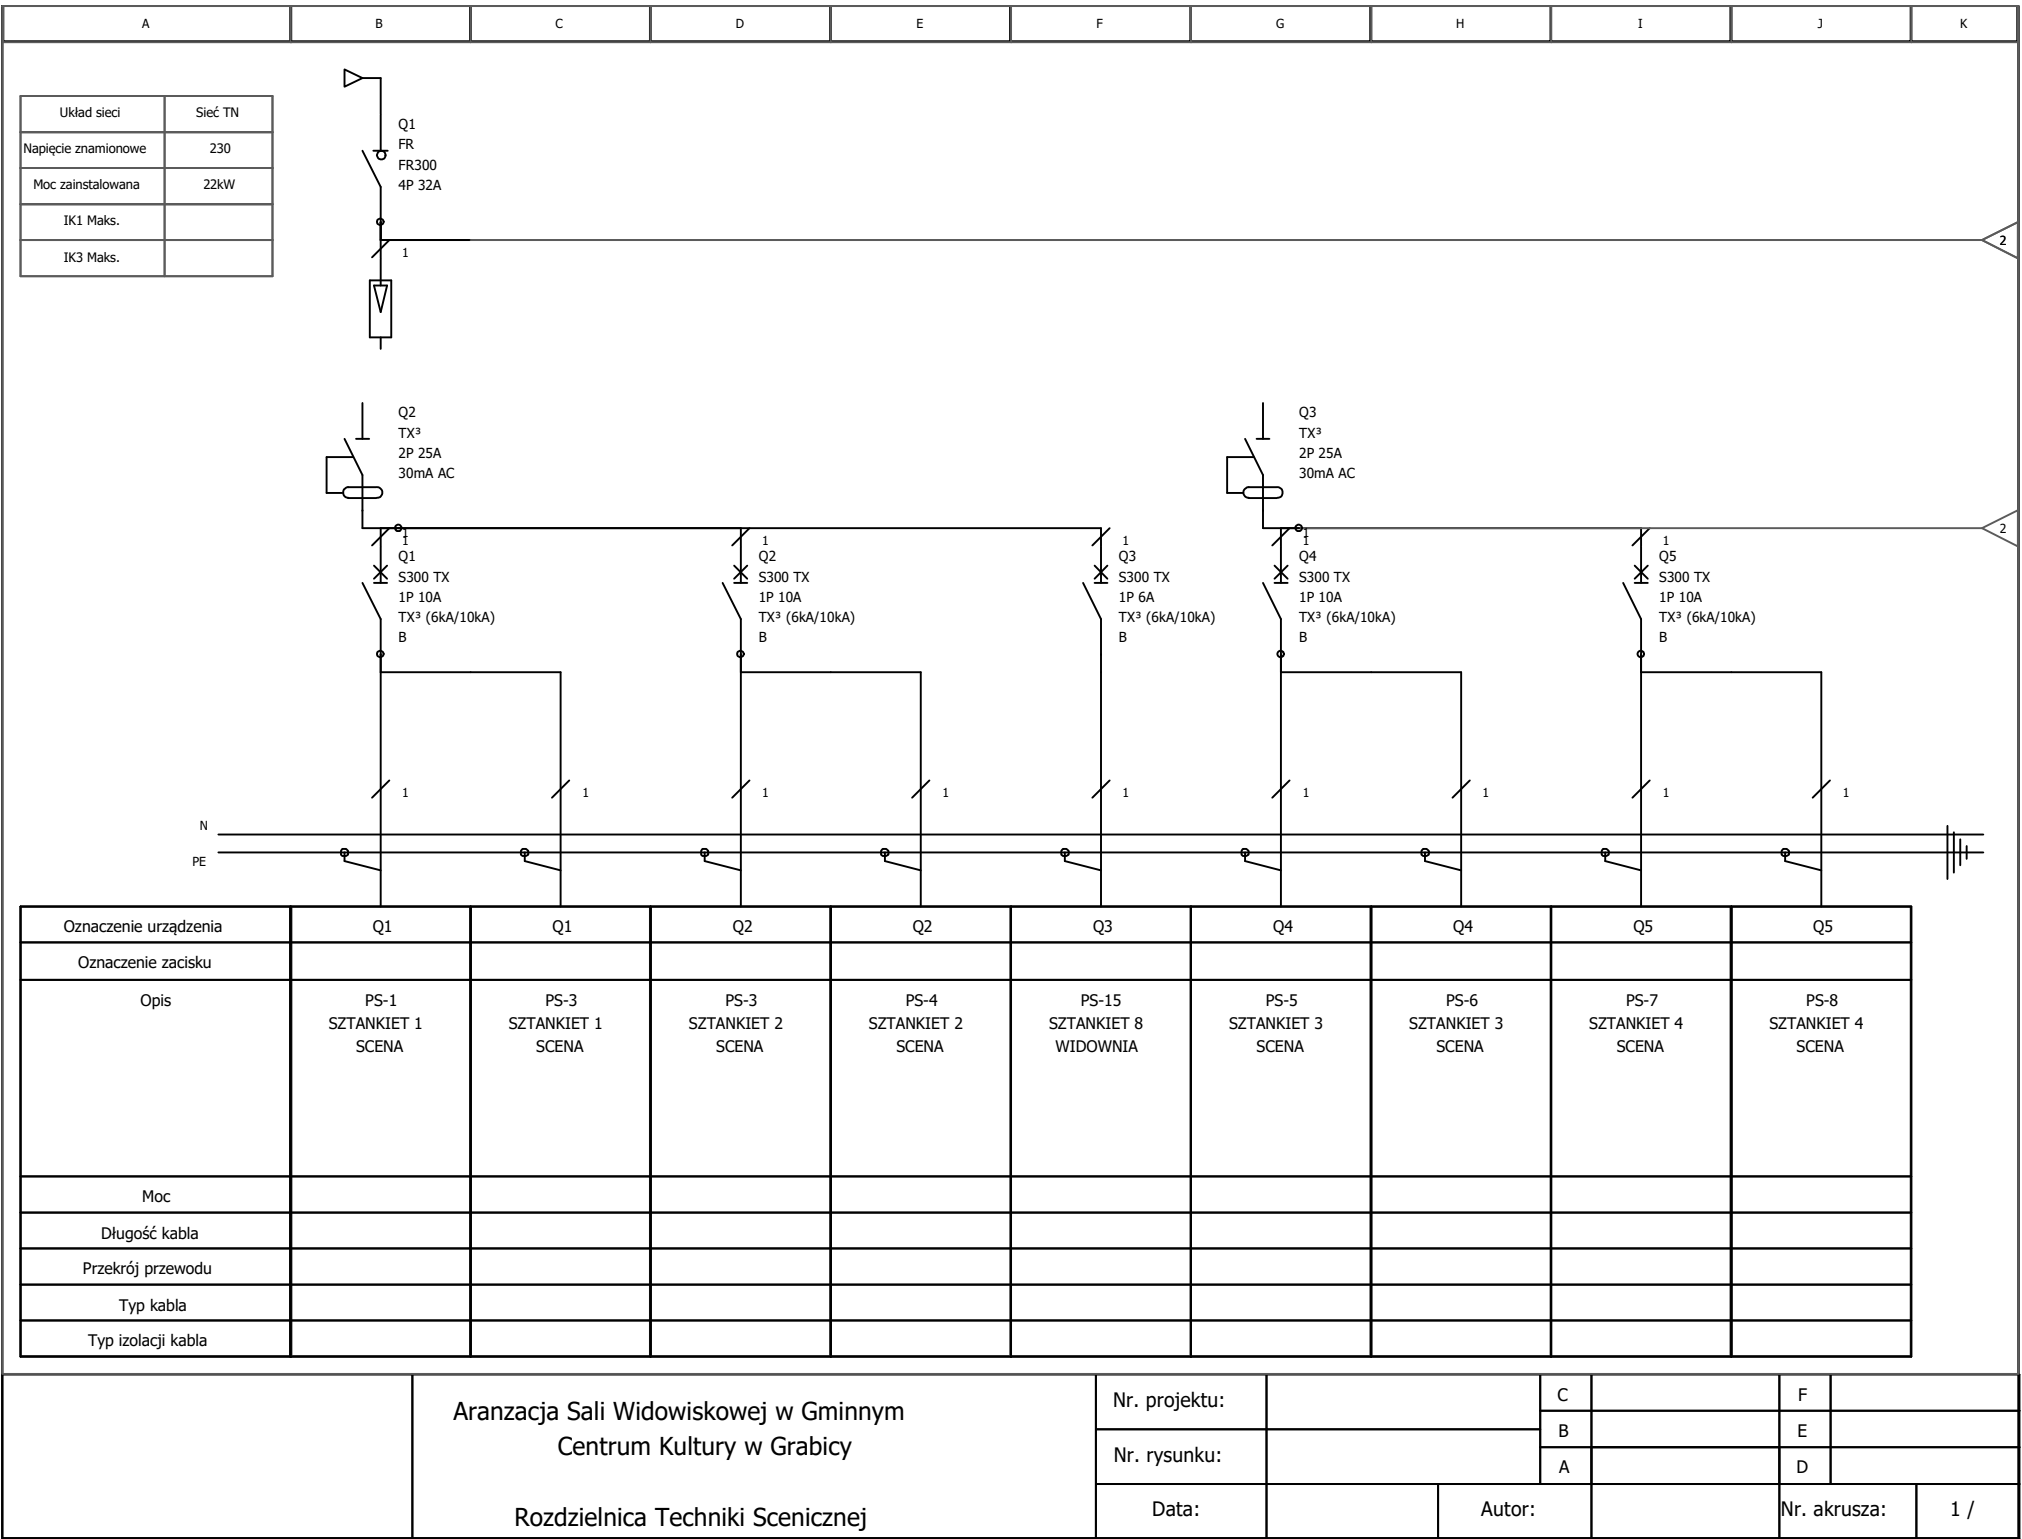 A B C D E F G H I J K
Układ sieci Sieć TN
Napięcie znamionowe 230
Moc zainstalowana 22kW
IK1 Maks.
IK3 Maks.
Q1
FR
FR300
4P 32A
2
1
Q2
TX³
2P 25A
30mA AC
Q3
TX³
2P 25A
30mA AC
2
1
Q1
S300 TX
1P 10A
TX³ (6kA/10kA)
B
1
Q2
S300 TX
1P 10A
TX³ (6kA/10kA)
B
1
Q3
S300 TX
1P 6A
TX³ (6kA/10kA)
B
1
Q4
S300 TX
1P 10A
TX³ (6kA/10kA)
B
1
Q5
S300 TX
1P 10A
TX³ (6kA/10kA)
B
1 1 1 1 1 1 1 1 1
N
PE
Oznaczenie urządzenia Q1 Q1 Q2 Q2 Q3 Q4 Q4 Q5 Q5
Oznaczenie zacisku
Opis PS-1 PS-3 PS-3 PS-4 PS-15 PS-5 PS-6 PS-7 PS-8
SZTANKIET 1 SZTANKIET 1 SZTANKIET 2 SZTANKIET 2 SZTANKIET 8 SZTANKIET 3 SZTANKIET 3 SZTANKIET 4 SZTANKIET 4
SCENA SCENA SCENA SCENA WIDOWNIA SCENA SCENA SCENA SCENA
Moc
Długość kabla
Przekrój przewodu
Typ kabla
Typ izolacji kabla
Aranzacja Sali Widowiskowej w Gminnym
Centrum Kultury w Grabicy
Rozdzielnica Techniki Scenicznej
Nr. projektu:
Nr. rysunku:
C F
B E
A D
Data: Autor: Nr. akrusza: 1 /